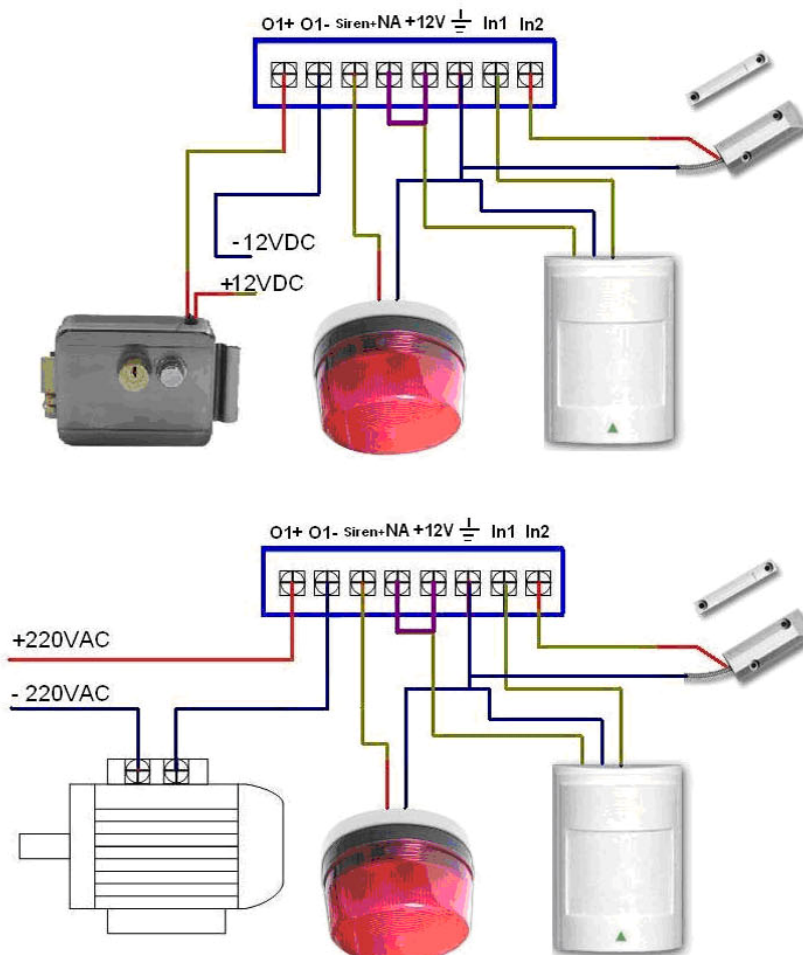 O1+ O1- Siren+ NA +12V In1 In2
-12VDC
+12VDC
O1+ O1- Siren+ NA +12V In1 In2
+220VAC
- 220VAC